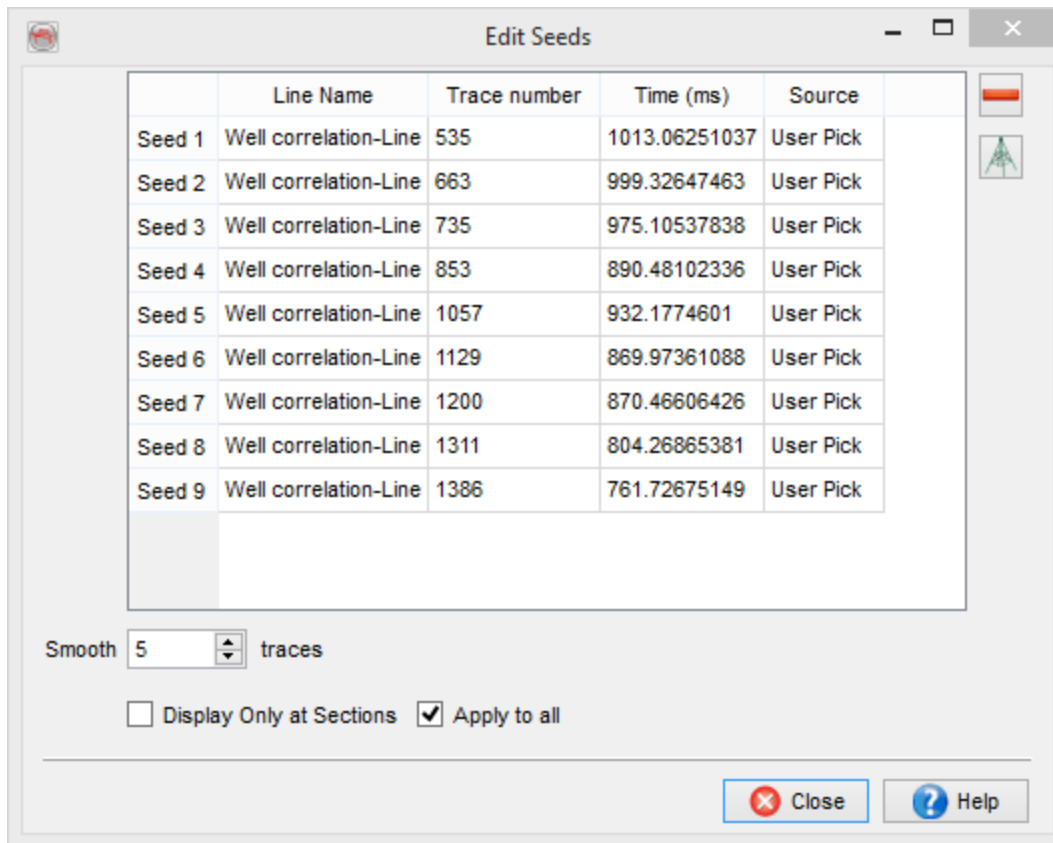 Edit Seeds
Line Name Trace number Time (ms) Source
Seed 1 Well correlation-Line 535 1013.06251037 User Pick
Seed 2 Well correlation-Line 663 999.32647463 User Pick
Seed 3 Well correlation-Line 735 975.10537838 User Pick
Seed 4 Well correlation-Line 853 890.48102336 User Pick
Seed 5 Well correlation-Line 1057 932.1774601 User Pick
Seed 6 Well correlation-Line 1129 869.97361088 User Pick
Seed 7 Well correlation-Line 1200 870.46606426 User Pick
Seed 8 Well correlation-Line 1311 804.26865381 User Pick
Seed 9 Well correlation-Line 1386 761.72675149 User Pick
Smooth 5 traces
Display Only at Sections Apply to all
Close Help